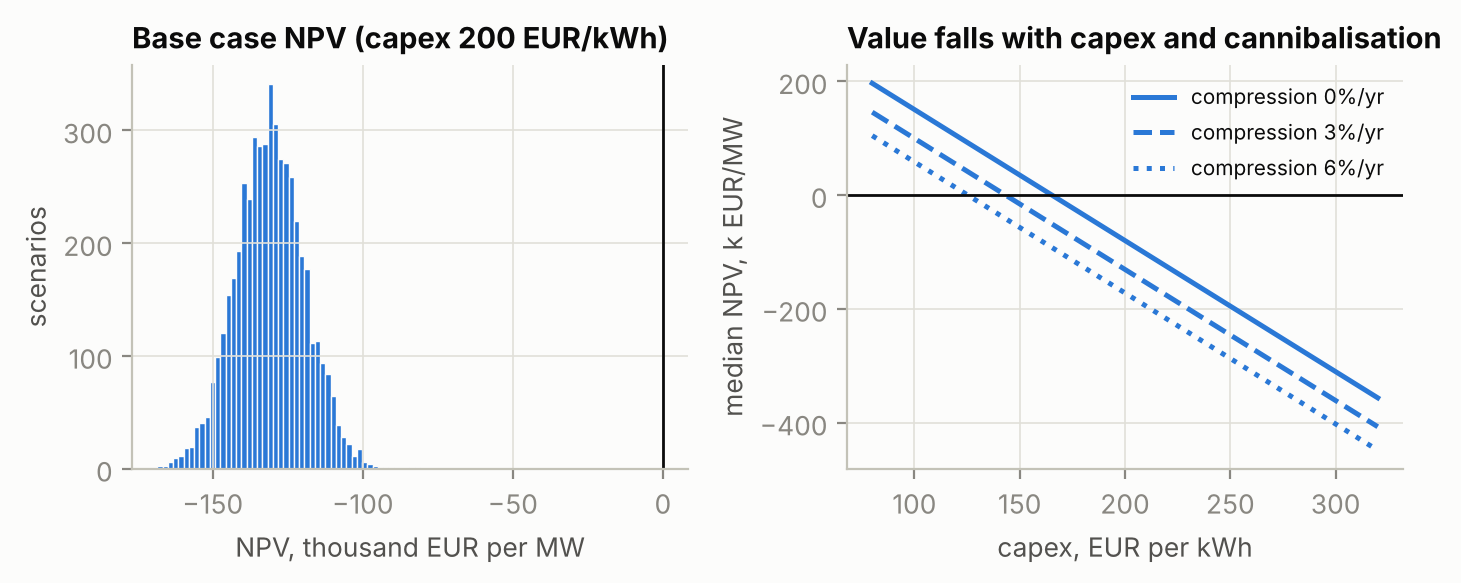 Base case NPV (capex 200 EUR/kWh)
scenarios
300
200
100
0
−150
−100
−50
0
NPV, thousand EUR per MW
Value falls with capex and cannibalisation
median NPV, k EUR/MW
200
0
−200
−400
compression 0%/yr
compression 3%/yr
compression 6%/yr
100
150
200
250
300
capex, EUR per kWh